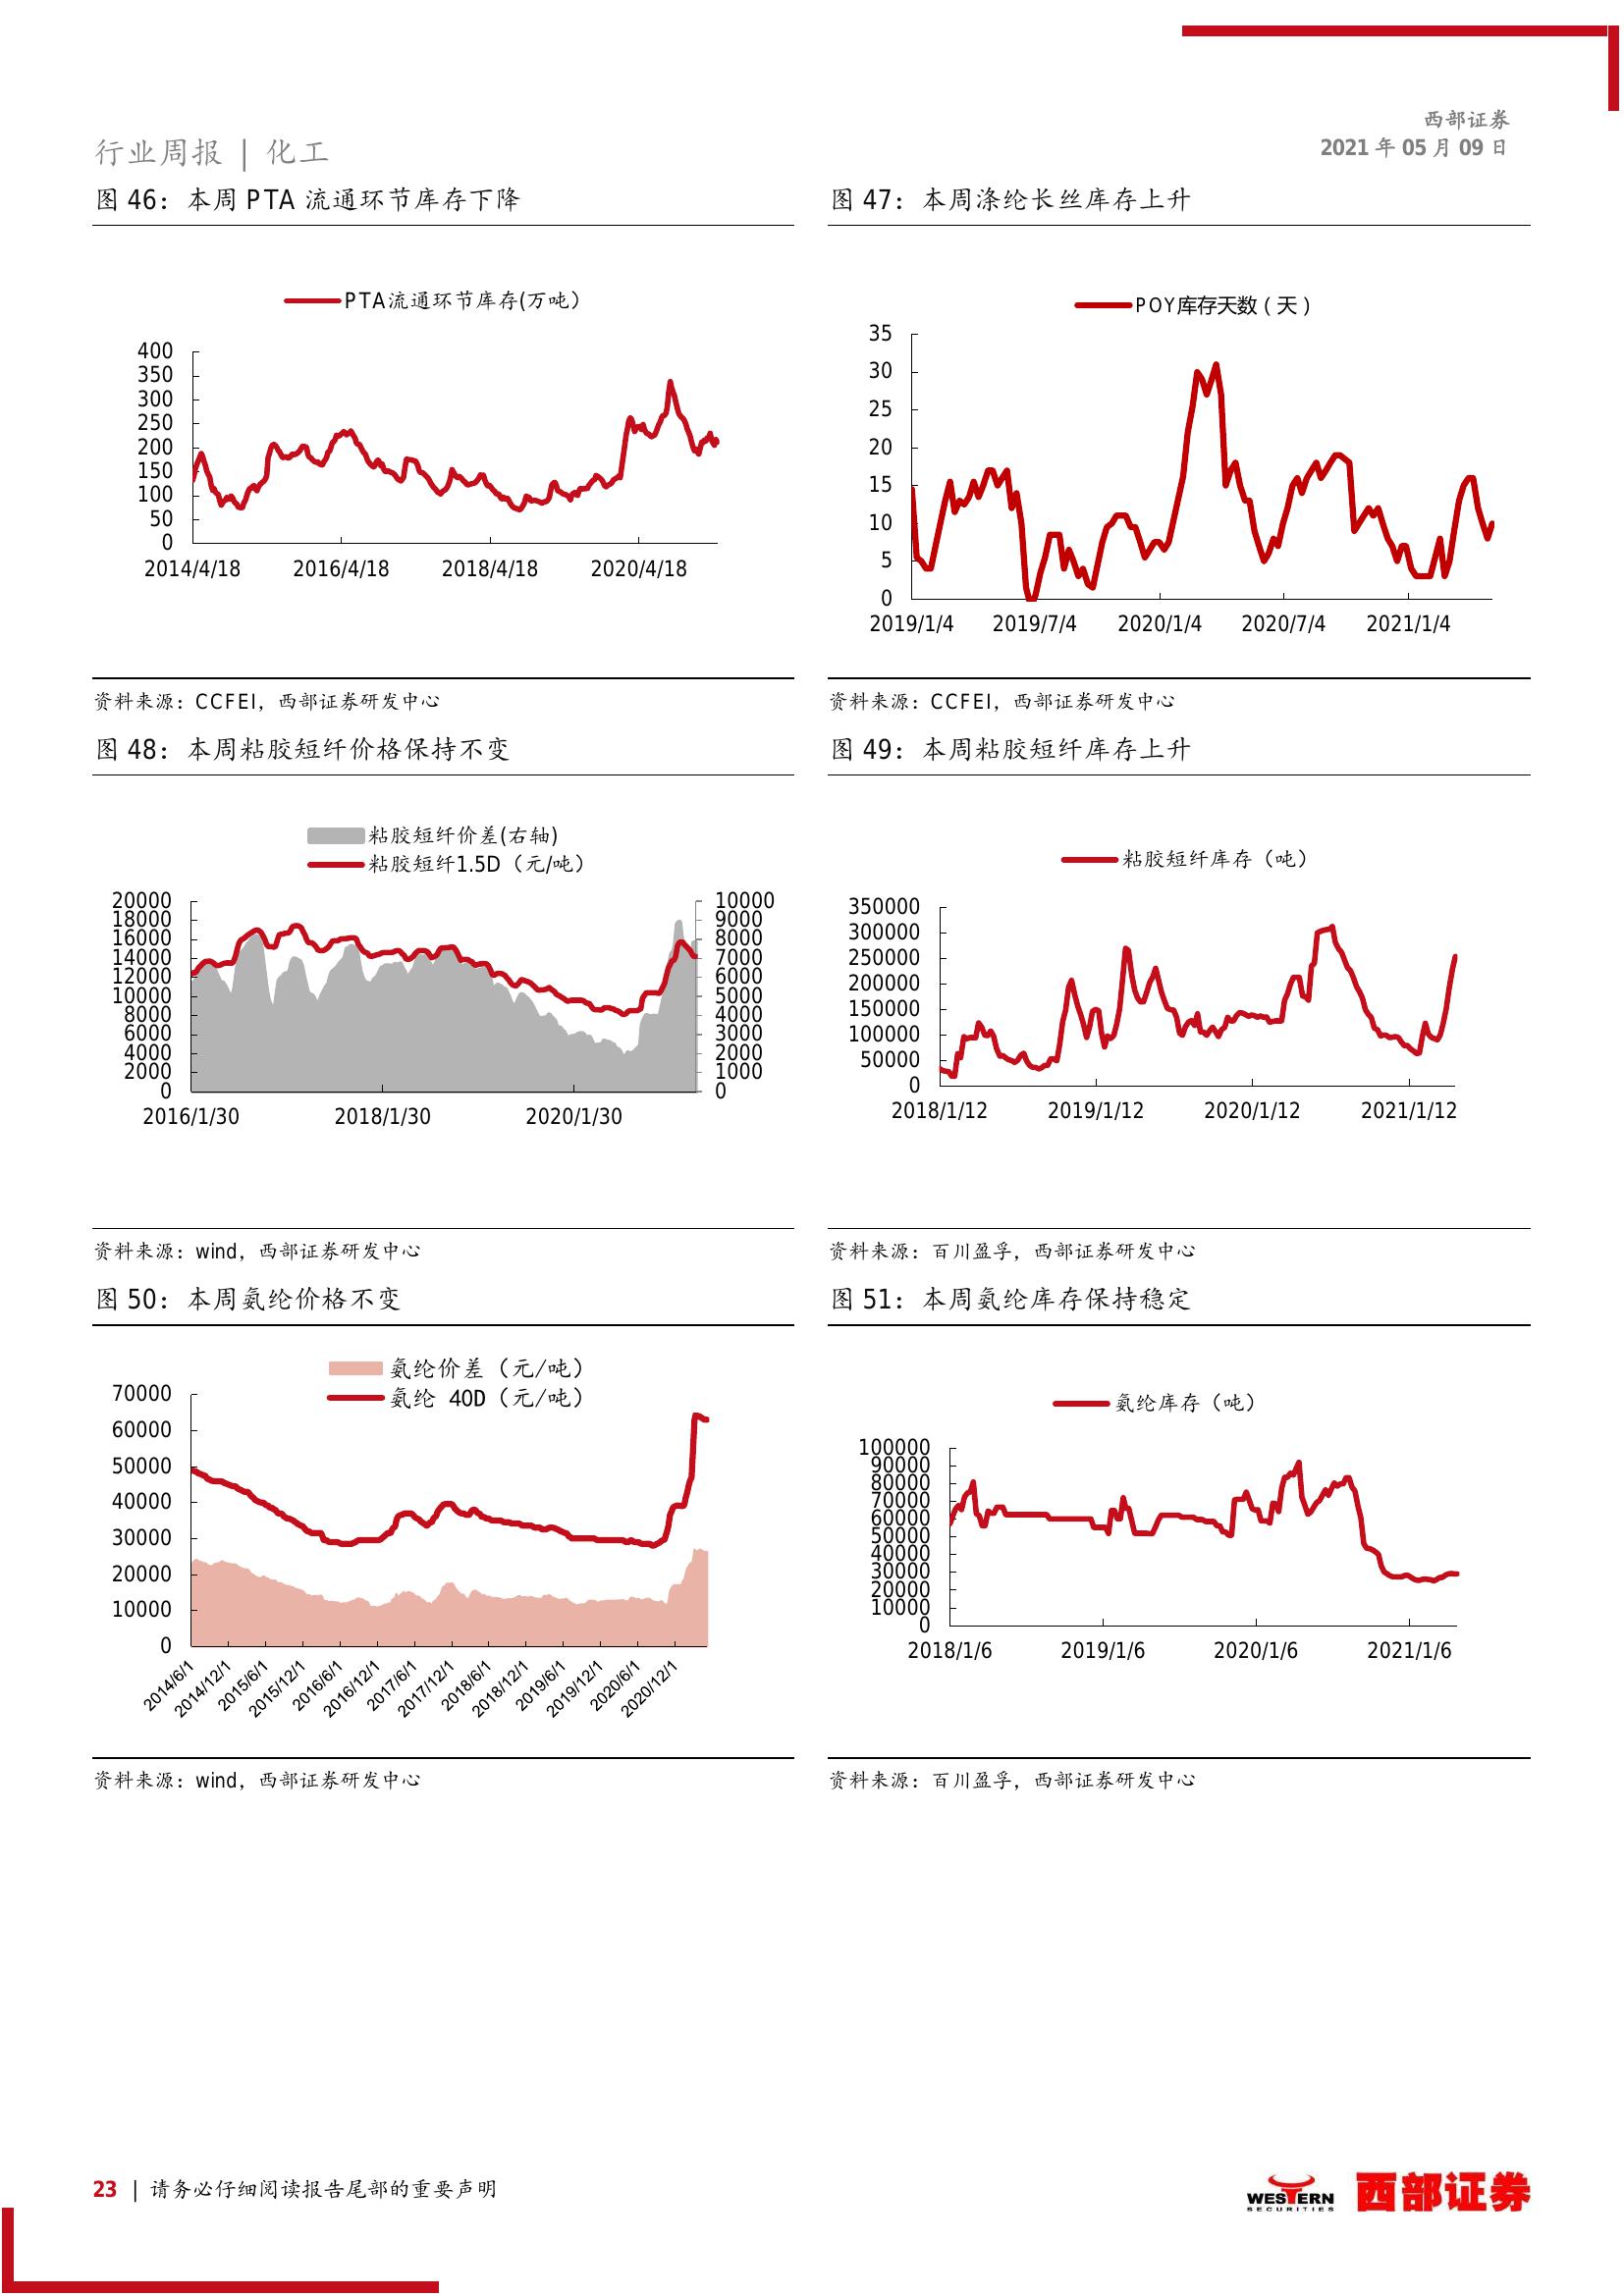 西部证券
2021 年 05 月 09 日
行业周报 | 化工
图 46：本周 PTA 流通环节库存下降
PTA流通环节库存(万吨）
400
350
300
250
200
150
100
50
0
2014/4/18 2016/4/18 2018/4/18 2020/4/18
资料来源：CCFEI，西部证券研发中心
图 47：本周涤纶长丝库存上升
POY库存天数（天）
35
30
25
20
15
10
5
0
2019/1/4 2019/7/4 2020/1/4 2020/7/4 2021/1/4
资料来源：CCFEI，西部证券研发中心
图 48：本周粘胶短纤价格保持不变
粘胶短纤价差(右轴)
粘胶短纤1.5D（元/吨）
20000 10000
18000 9000
16000 8000
14000 7000
12000 6000
10000 5000
8000 4000
6000 3000
4000 2000
2000 1000
0 0
2016/1/30 2018/1/30 2020/1/30
资料来源：wind，西部证券研发中心
图 49：本周粘胶短纤库存上升
粘胶短纤库存（吨）
350000
300000
250000
200000
150000
100000
50000
0
2018/1/12 2019/1/12 2020/1/12 2021/1/12
资料来源：百川盈孚，西部证券研发中心
图 50：本周氨纶价格不变
氨纶价差（元/吨）
氨纶 40D（元/吨）
70000
60000
50000
40000
30000
20000
10000
0
2014/6/1 2014/12/1 2015/6/1 2015/12/1 2016/6/1 2016/12/1 2017/6/1 2017/12/1 2018/6/1 2018/12/1 2019/6/1 2019/12/1 2020/6/1 2020/12/1
资料来源：wind，西部证券研发中心
图 51：本周氨纶库存保持稳定
氨纶库存（吨）
100000
90000
80000
70000
60000
50000
40000
30000
20000
10000
0
2018/1/6 2019/1/6 2020/1/6 2021/1/6
资料来源：百川盈孚，西部证券研发中心
23 | 请务必仔细阅读报告尾部的重要声明
WESTERN
SECURITIES
西部证券